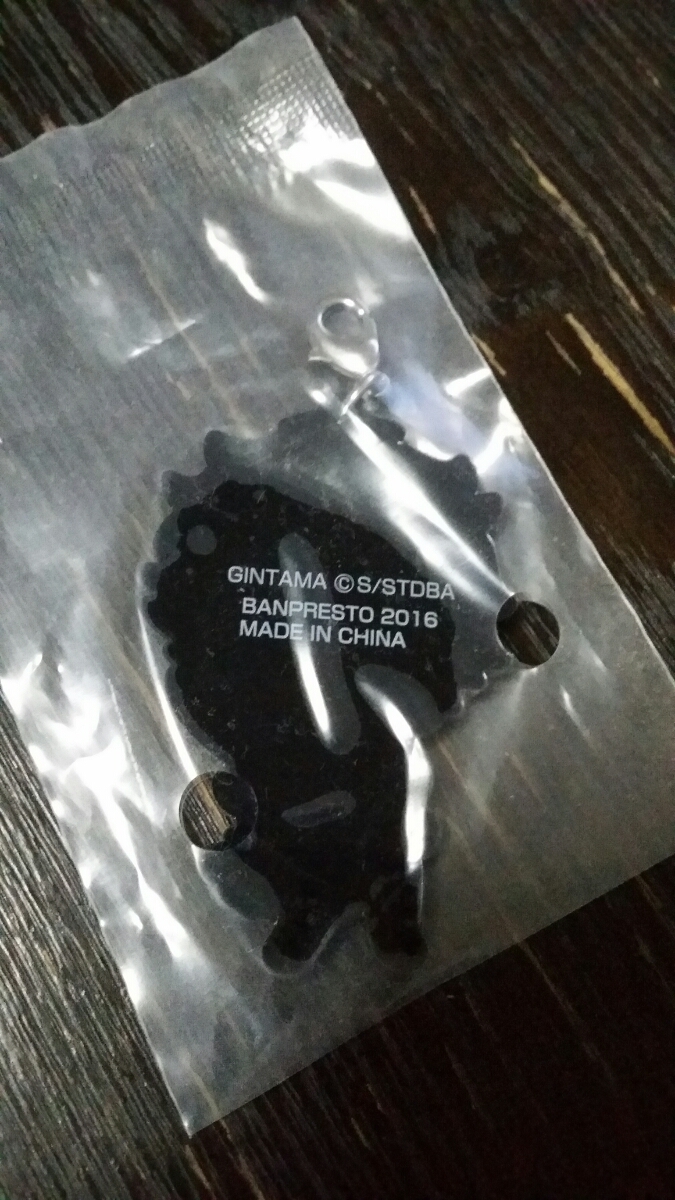 GINTAMA ©S/STDBA
BANPRESTO 2016
MADE IN CHINA